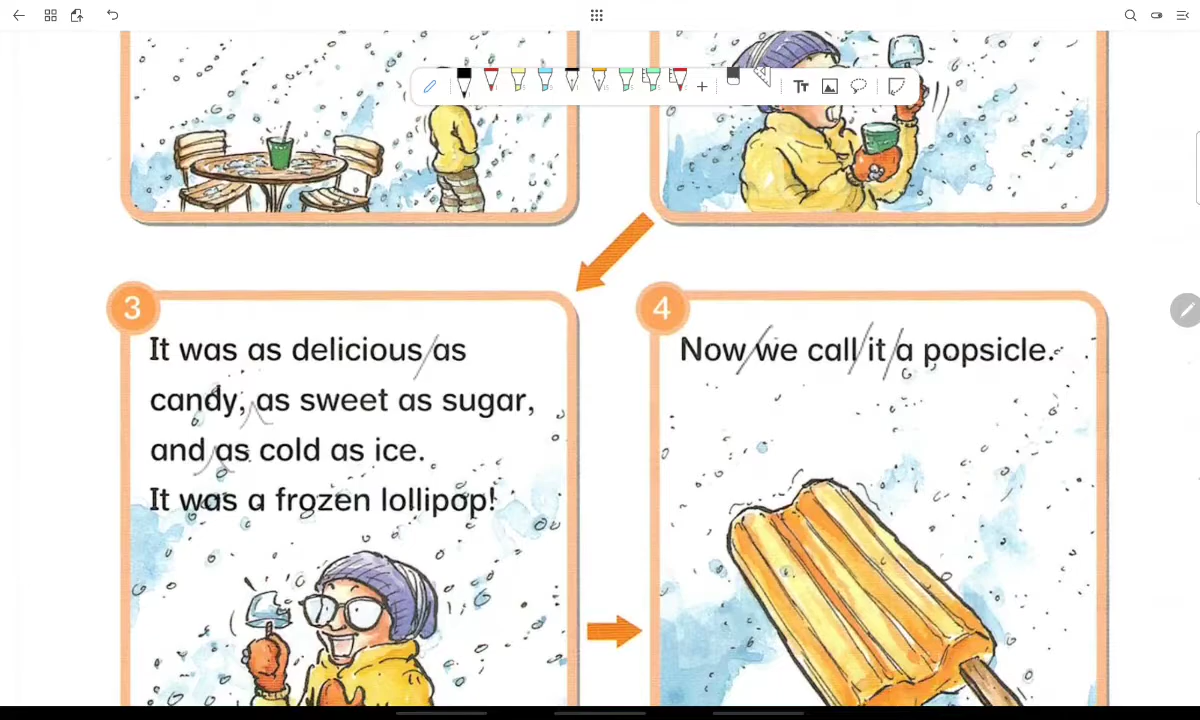 3
It was as delicious as
candy, as sweet as sugar,
and as cold as ice.
It was a frozen lollipop!
4
Now we call it a popsicle.